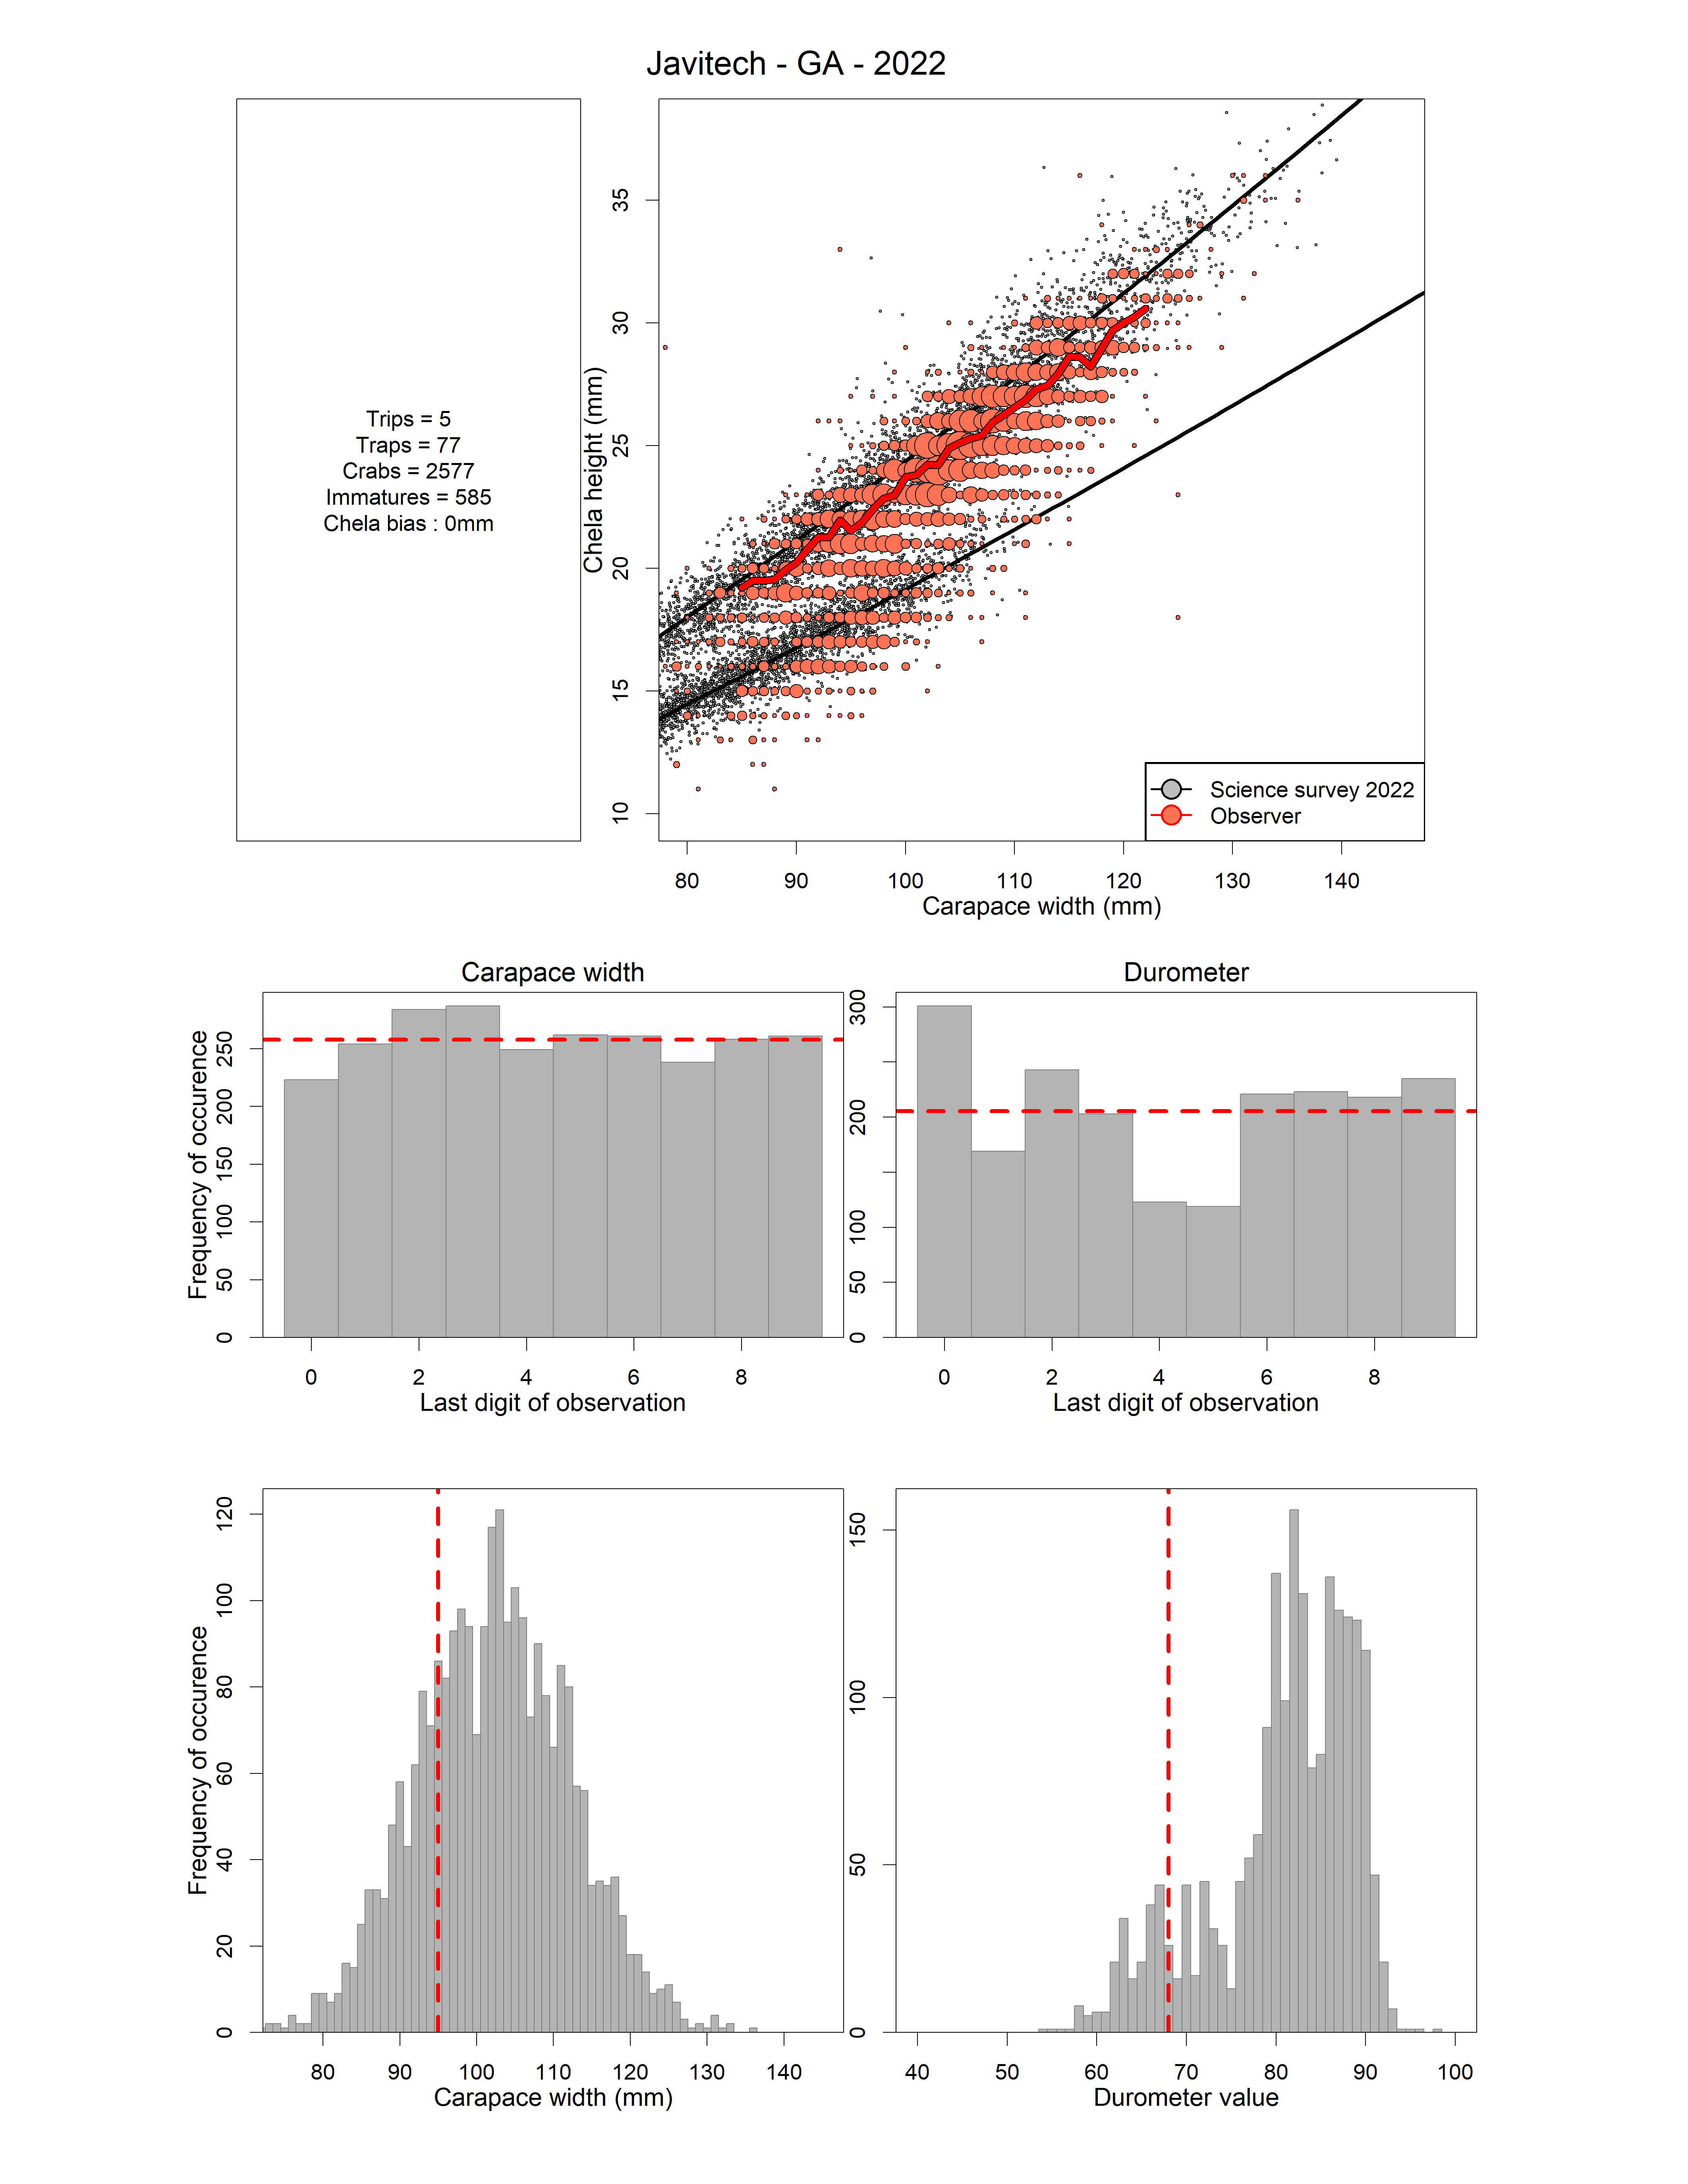 Javitech - GA - 2022
Trips = 5
Traps = 77
Crabs = 2577
Immatures = 585
Chela bias : 0mm
Chela height (mm)
35
30
25
20
15
10
Science survey 2022
Observer
80 90 100 110 120 130 140
Carapace width (mm)
Carapace width
Frequency of occurence
250
200
150
100
50
0
0 2 4 6 8
Last digit of observation
Durometer
300
200
100
50
0
0 2 4 6 8
Last digit of observation
Frequency of occurence
120
100
80
60
40
20
0
80 90 100 110 120 130 140
Carapace width (mm)
150
100
50
0
40 50 60 70 80 90 100
Durometer value